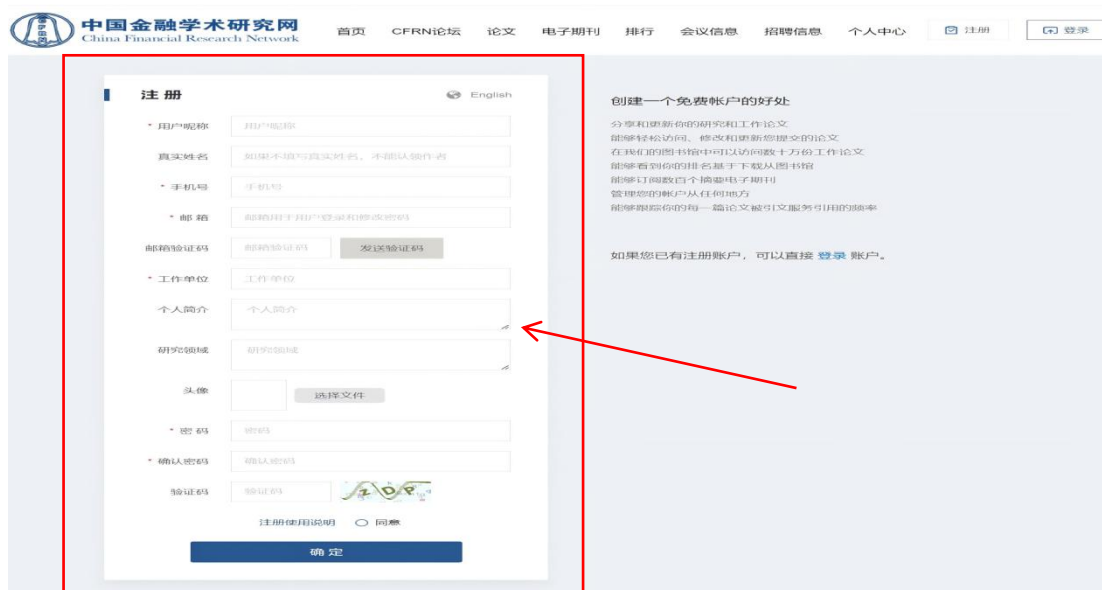 中国金融学术研究网
China Financial Research Network
首页 CFRN论坛 论文 电子期刊 排行 会议信息 招聘信息 个人中心 注册 登录
注 册 English
* 用户昵称 用户昵称
真实姓名 如果不填写真实姓名，不能认领作者
* 手机号 手机号
* 邮 箱 邮箱用于用户登录和修改密码
邮箱验证码 邮箱验证码 发送验证码
* 工作单位 工作单位
个人简介 个人简介
研究领域 研究领域
头像 选择文件
* 密 码 密码
* 确认密码 确认密码
验证码 验证码
注册使用说明 同意
确 定
创建一个免费帐户的好处
分享和更新你的研究和工作论文
能够轻松访问，修改和更新您提交的论文
在我们的图书馆中可以访问数十万份工作论文
能够看到你的排名基于下载从图书馆
能够订阅数百个摘要电子期刊
管理您的帐户从任何地方
能够跟踪你的每一篇论文被引文服务引用的频率
如果您已有注册账户，可以直接 登录 账户。